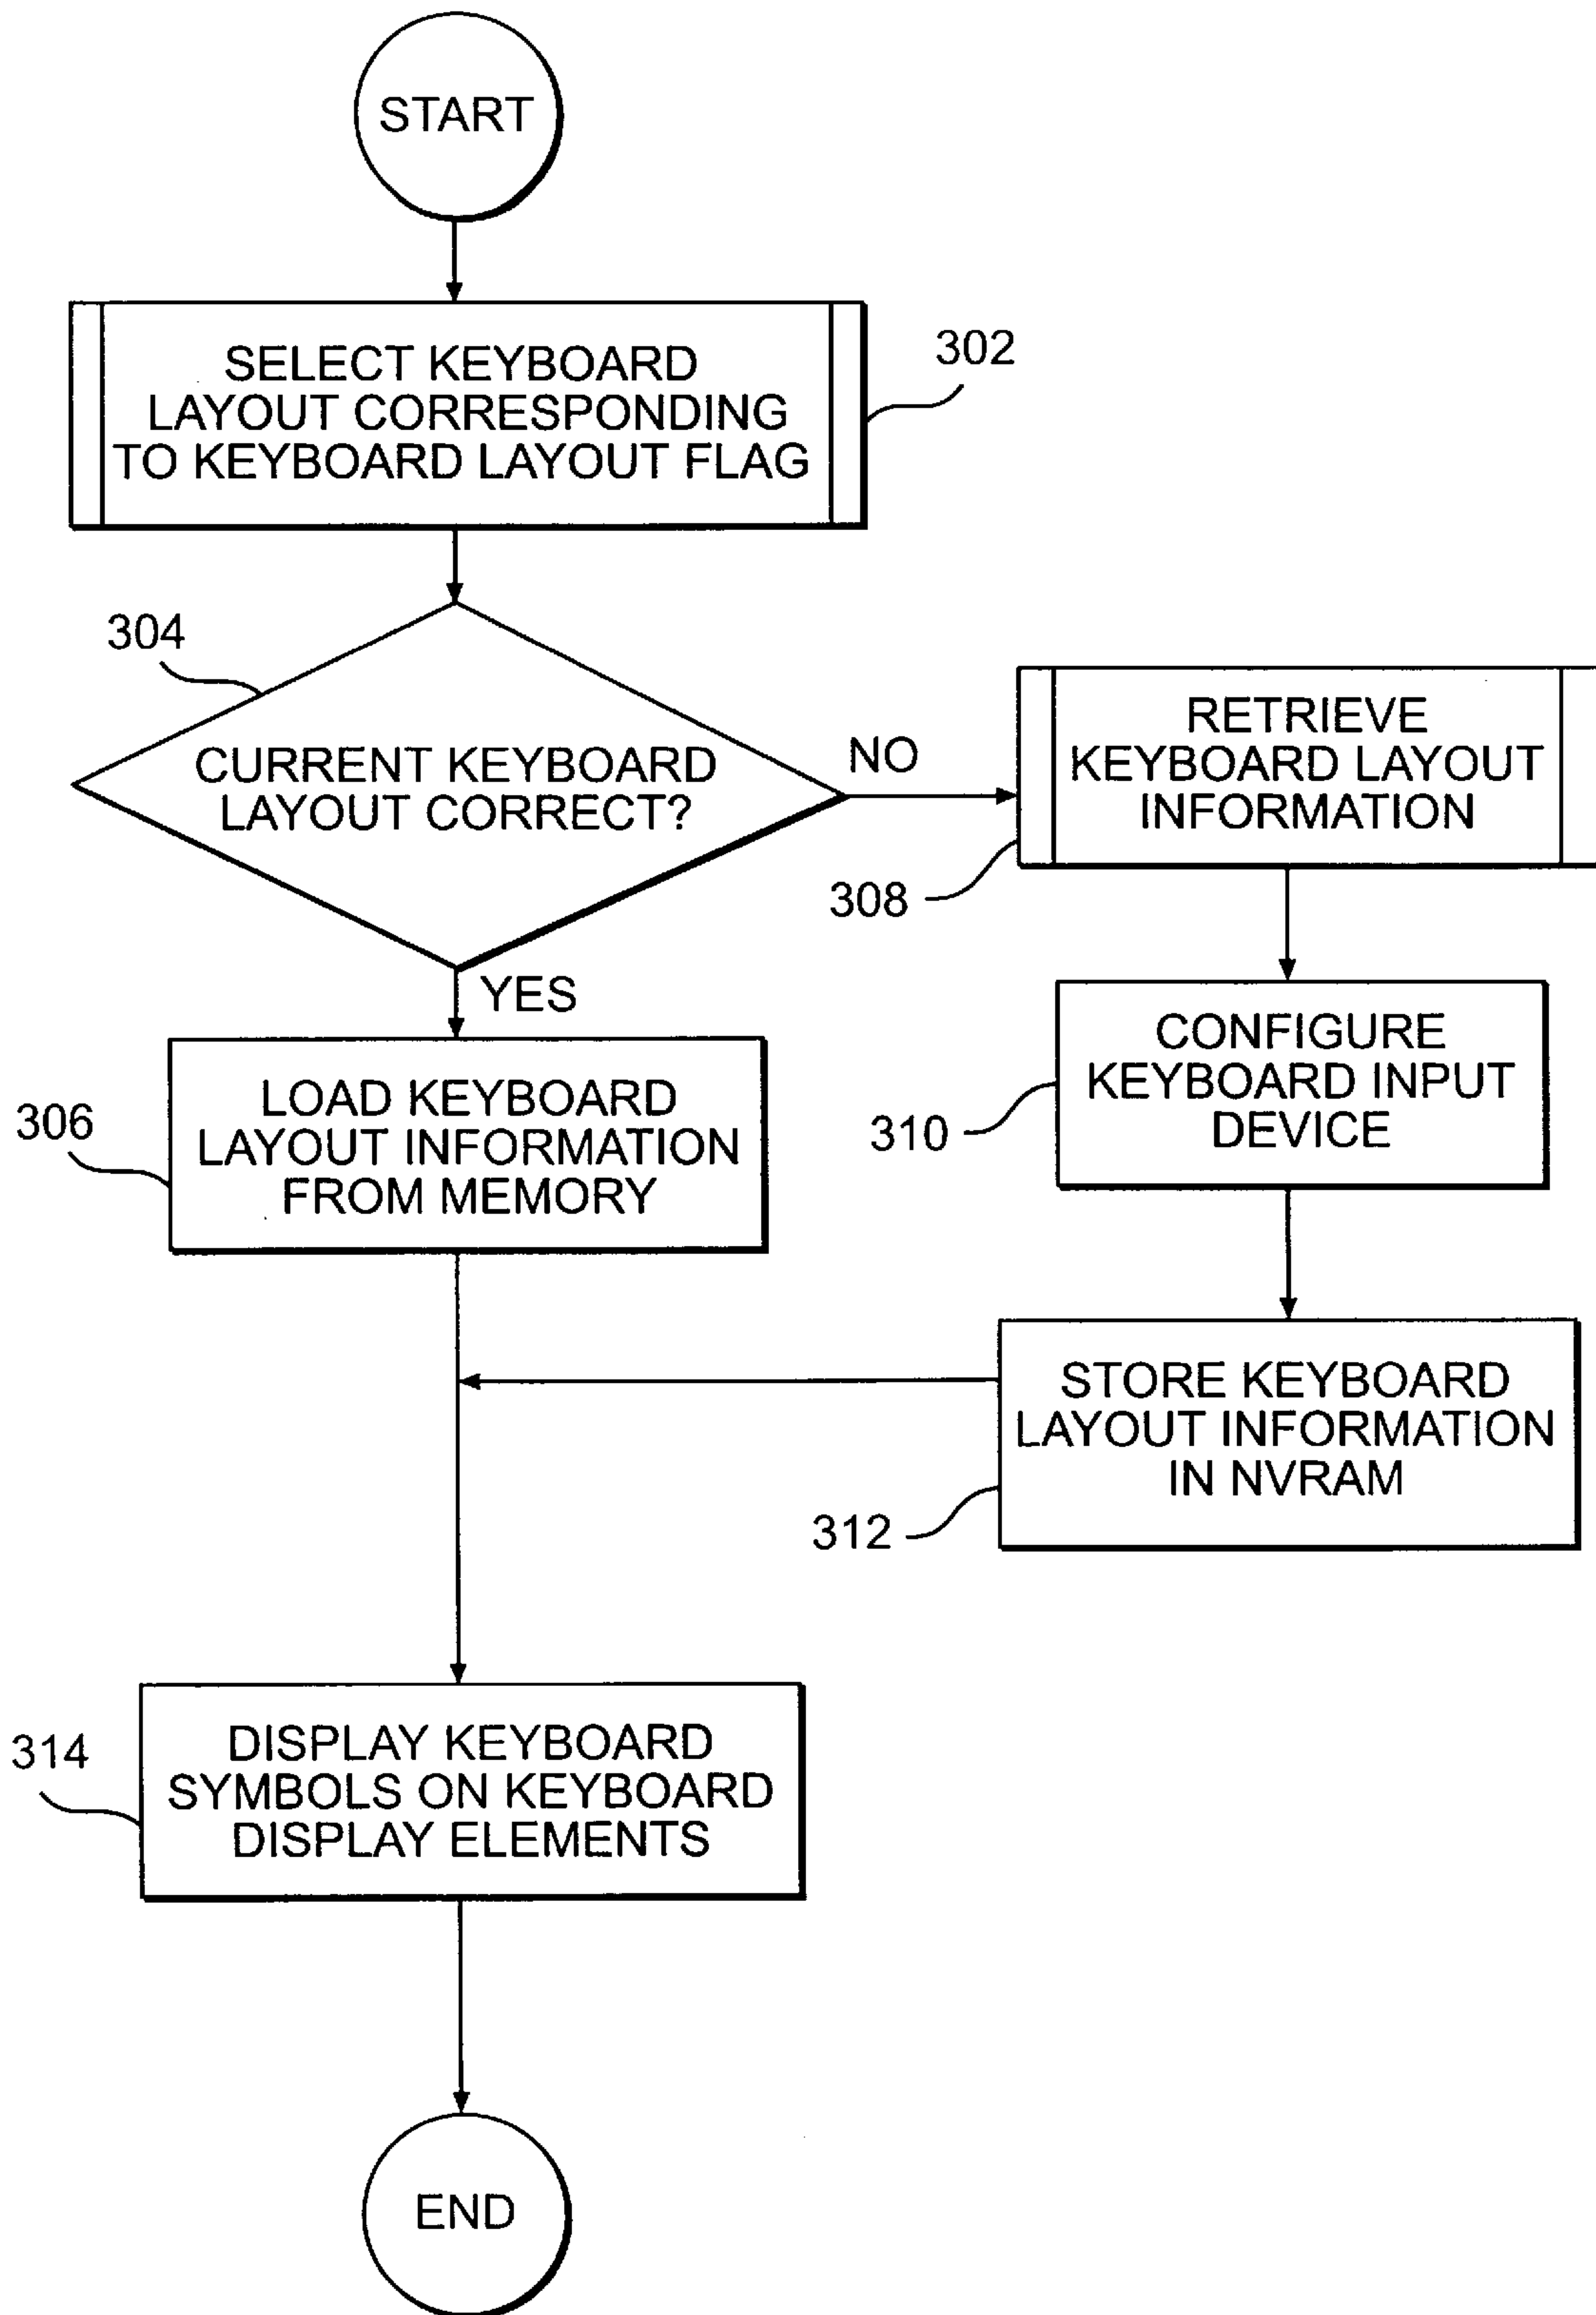 START
SELECT KEYBOARD
LAYOUT CORRESPONDING
TO KEYBOARD LAYOUT FLAG
302
304
CURRENT KEYBOARD
LAYOUT CORRECT?
NO
RETRIEVE
KEYBOARD LAYOUT
INFORMATION
308
YES
CONFIGURE
KEYBOARD INPUT
DEVICE
310
LOAD KEYBOARD
LAYOUT INFORMATION
FROM MEMORY
306
STORE KEYBOARD
LAYOUT INFORMATION
IN NVRAM
312
DISPLAY KEYBOARD
SYMBOLS ON KEYBOARD
DISPLAY ELEMENTS
314
END